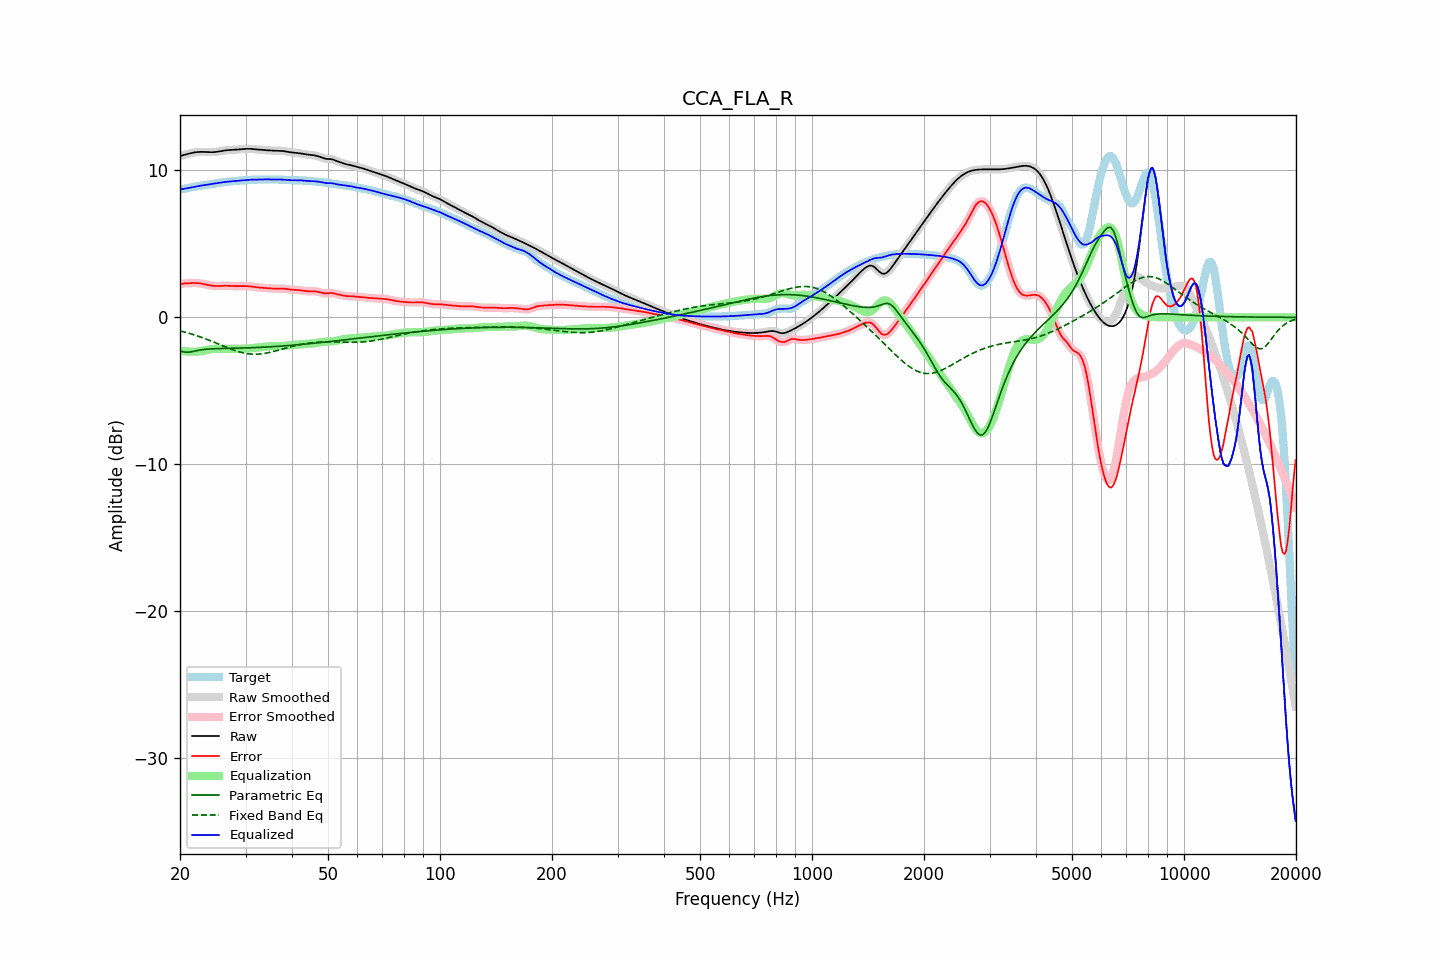 CCA_FLA_R
10
0
−10
−20
−30
Amplitude (dBr)
Target
Raw Smoothed
Error Smoothed
Raw
Error
Equalization
Parametric Eq
Fixed Band Eq
Equalized
20 50 100 200 500 1000 2000 5000 10000 20000
Frequency (Hz)